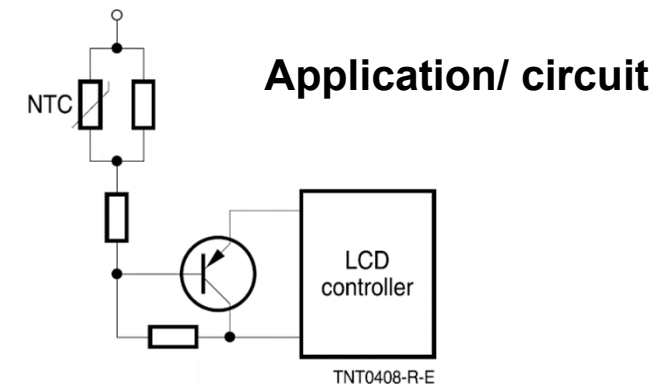 Application/ circuit
NTC
LCD
controller
TNT0408-R-E